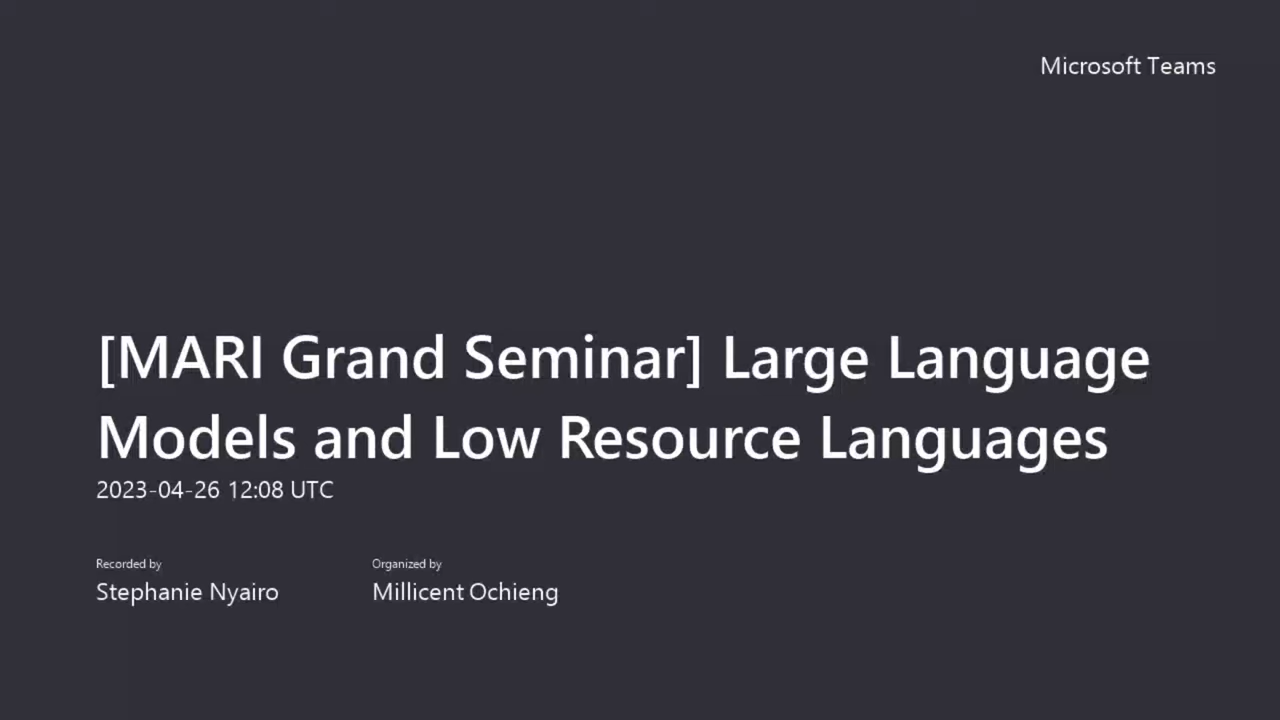 Microsoft Teams
[MARI Grand Seminar] Large Language
Models and Low Resource Languages
2023-04-26 12:08 UTC
Recorded by
Stephanie Nyairo
Organized by
Millicent Ochieng